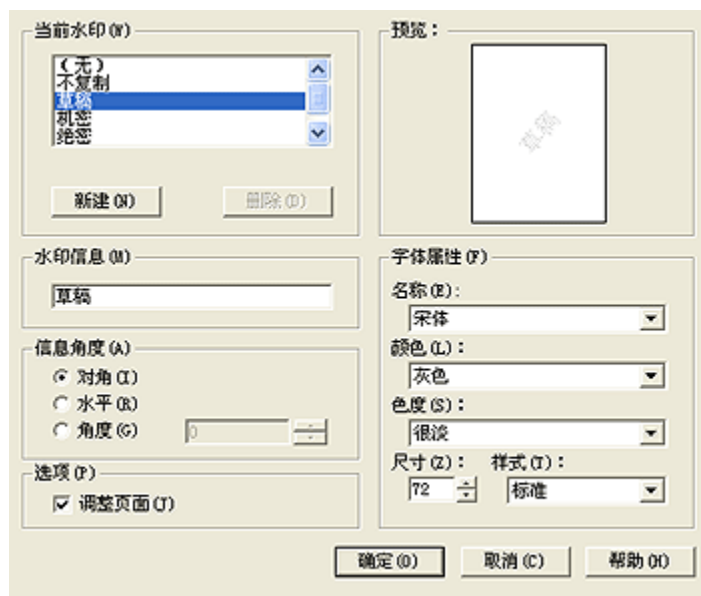 当前水印(W)
(无)
不复制
草稿
机密
绝密
新建(N)
删除(D)
预览：
草稿
水印信息(M)
草稿
信息角度(A)
对角(I)
水平(R)
角度(G)
0
选项(P)
调整页面(J)
字体属性(F)
名称(E):
宋体
颜色(L)：
灰色
色度(S)：
很淡
尺寸(Z)： 样式(T)：
72 标准
确定(O) 取消(C) 帮助(H)